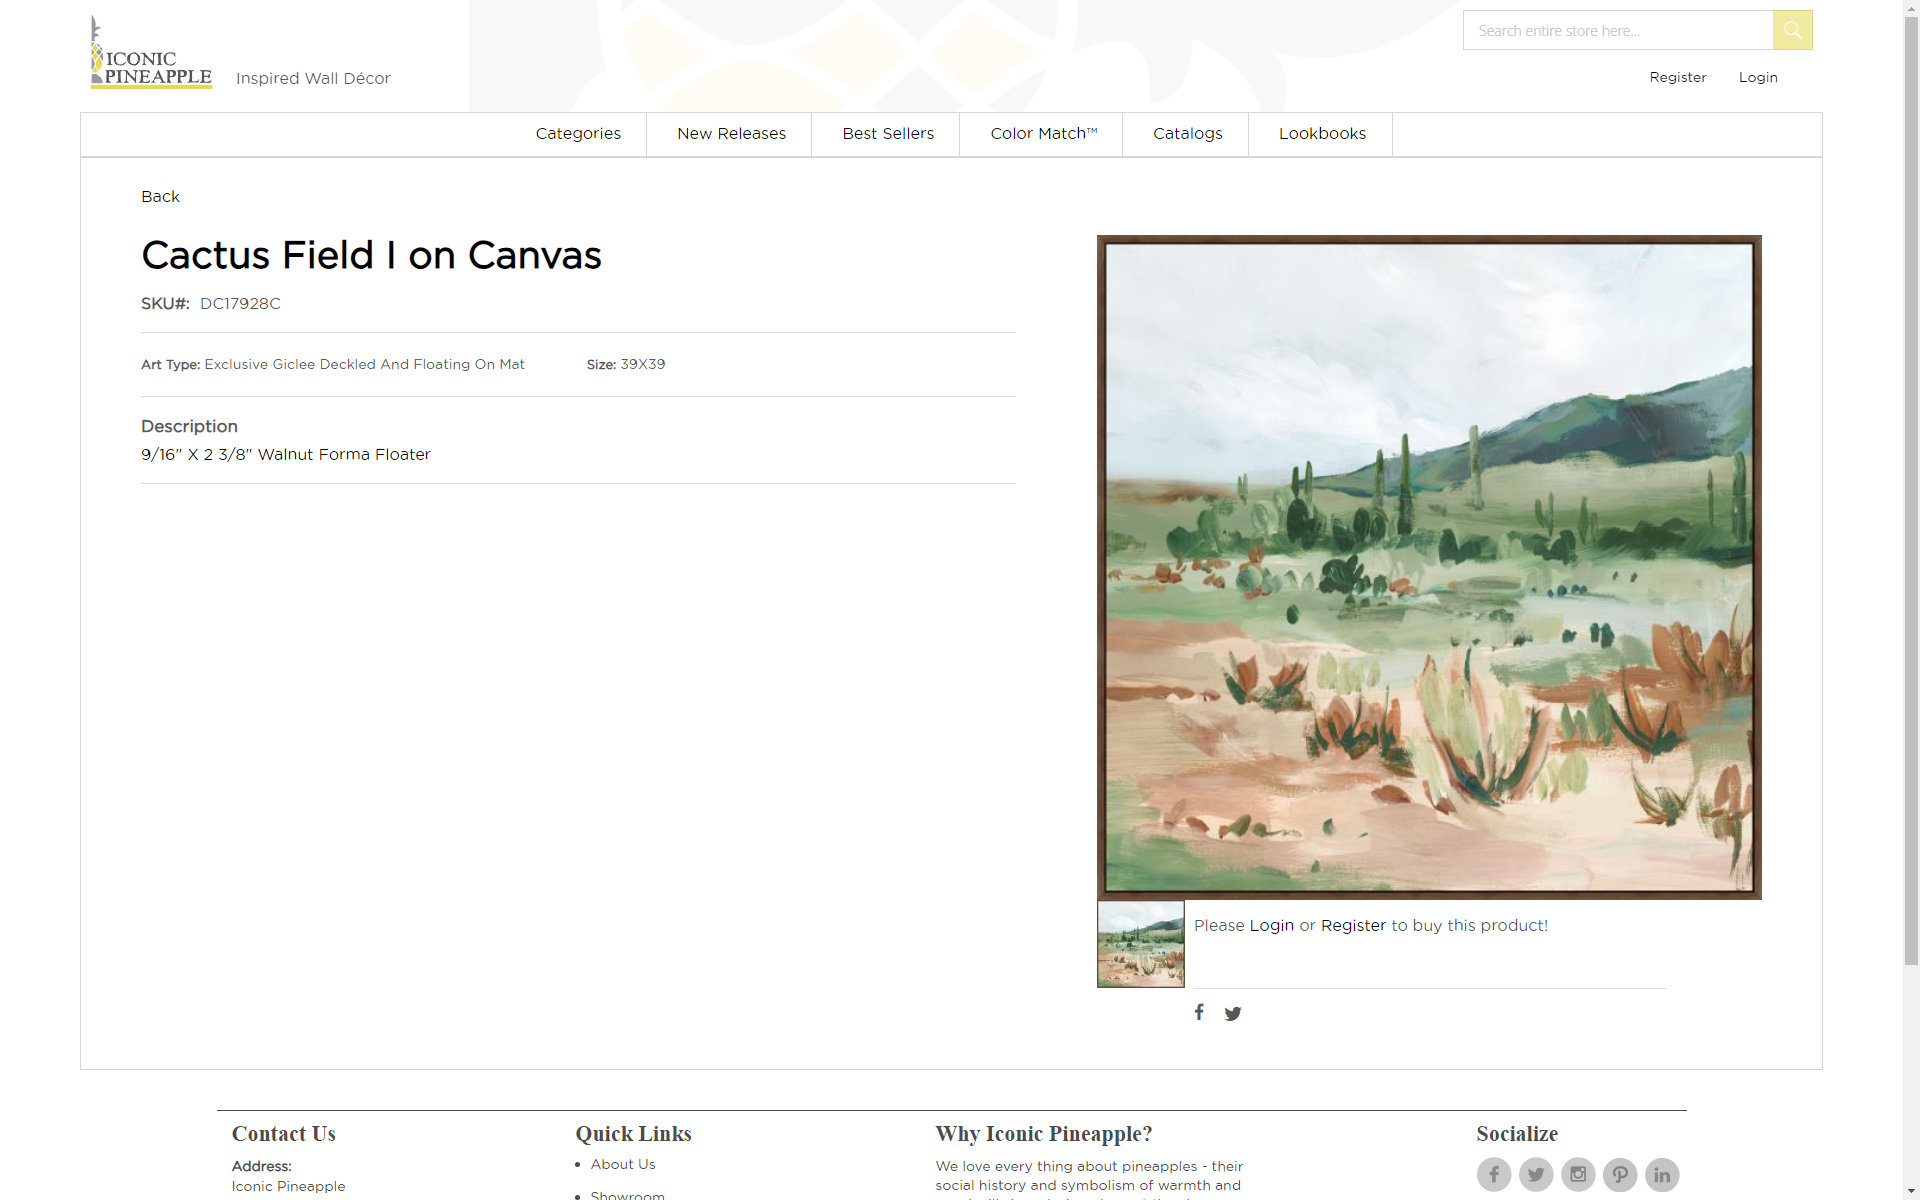 ICONIC
PINEAPPLE
Inspired Wall Décor
Search entire store here...
Register
Login
Categories
New Releases
Best Sellers
Color Match™
Catalogs
Lookbooks
Back
Cactus Field I on Canvas
SKU#: DC17928C
Art Type: Exclusive Giclee Deckled And Floating On Mat
Size: 39X39
Description
9/16" X 2 3/8" Walnut Forma Floater
Please Login or Register to buy this product!
Contact Us
Address:
Iconic Pineapple
Quick Links
About Us
Showroom
Why Iconic Pineapple?
We love every thing about pineapples - their
social history and symbolism of warmth and
Socialize